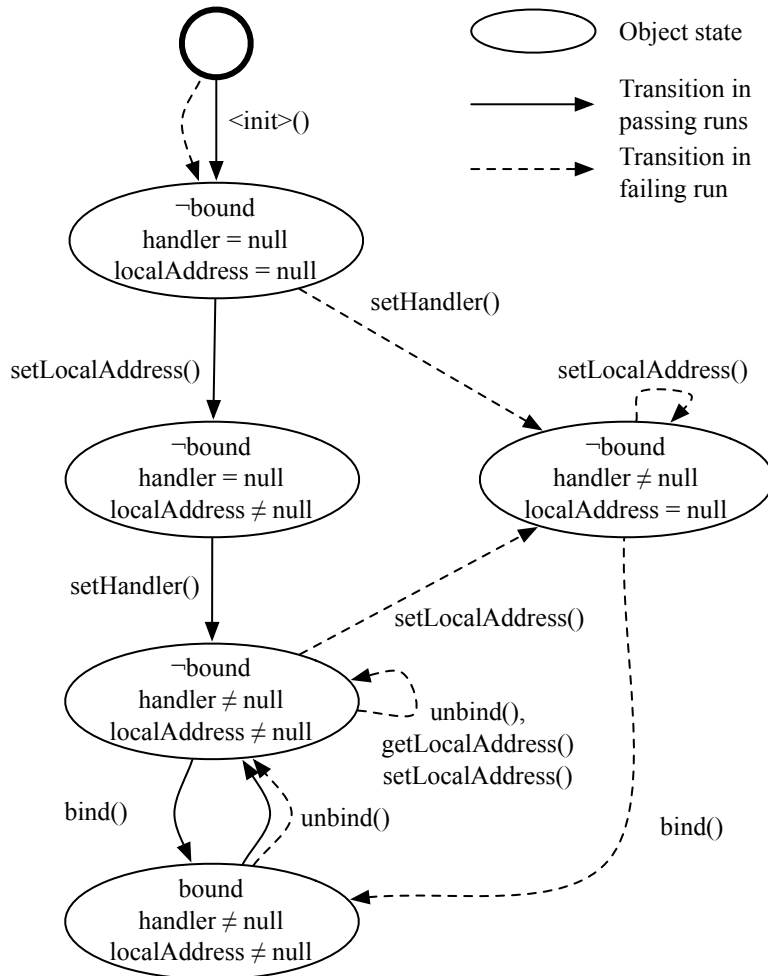 Object state
Transition in
passing runs
Transition in
failing run
<init>()
¬bound
handler = null
localAddress = null
setHandler()
setLocalAddress()
setLocalAddress()
¬bound
handler = null
localAddress ≠ null
¬bound
handler ≠ null
localAddress = null
setHandler()
setLocalAddress()
¬bound
handler ≠ null
localAddress ≠ null
unbind(),
getLocalAddress()
setLocalAddress()
bind()
unbind()
bind()
bound
handler ≠ null
localAddress ≠ null